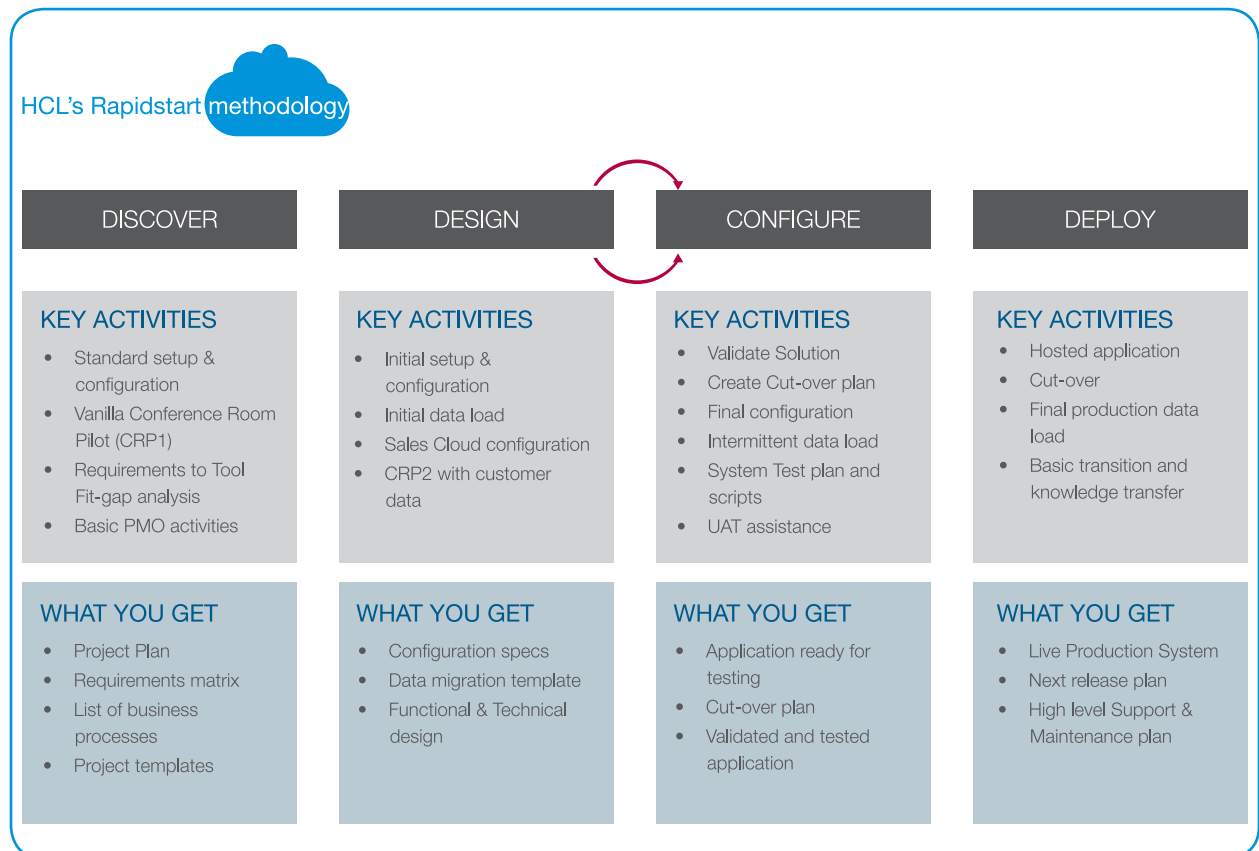 HCL's Rapidstart methodology
DISCOVER
KEY ACTIVITIES
• Standard setup &
configuration
• Vanilla Conference Room
Pilot (CRP1)
• Requirements to Tool
Fit-gap analysis
• Basic PMO activities
WHAT YOU GET
• Project Plan
• Requirements matrix
• List of business
processes
• Project templates
DESIGN
KEY ACTIVITIES
• Initial setup &
configuration
• Initial data load
• Sales Cloud configuration
• CRP2 with customer
data
WHAT YOU GET
• Configuration specs
• Data migration template
• Functional & Technical
design
CONFIGURE
KEY ACTIVITIES
• Validate Solution
• Create Cut-over plan
• Final configuration
• Intermittent data load
• System Test plan and
scripts
• UAT assistance
WHAT YOU GET
• Application ready for
testing
• Cut-over plan
• Validated and tested
application
DEPLOY
KEY ACTIVITIES
• Hosted application
• Cut-over
• Final production data
load
• Basic transition and
knowledge transfer
WHAT YOU GET
• Live Production System
• Next release plan
• High level Support &
Maintenance plan